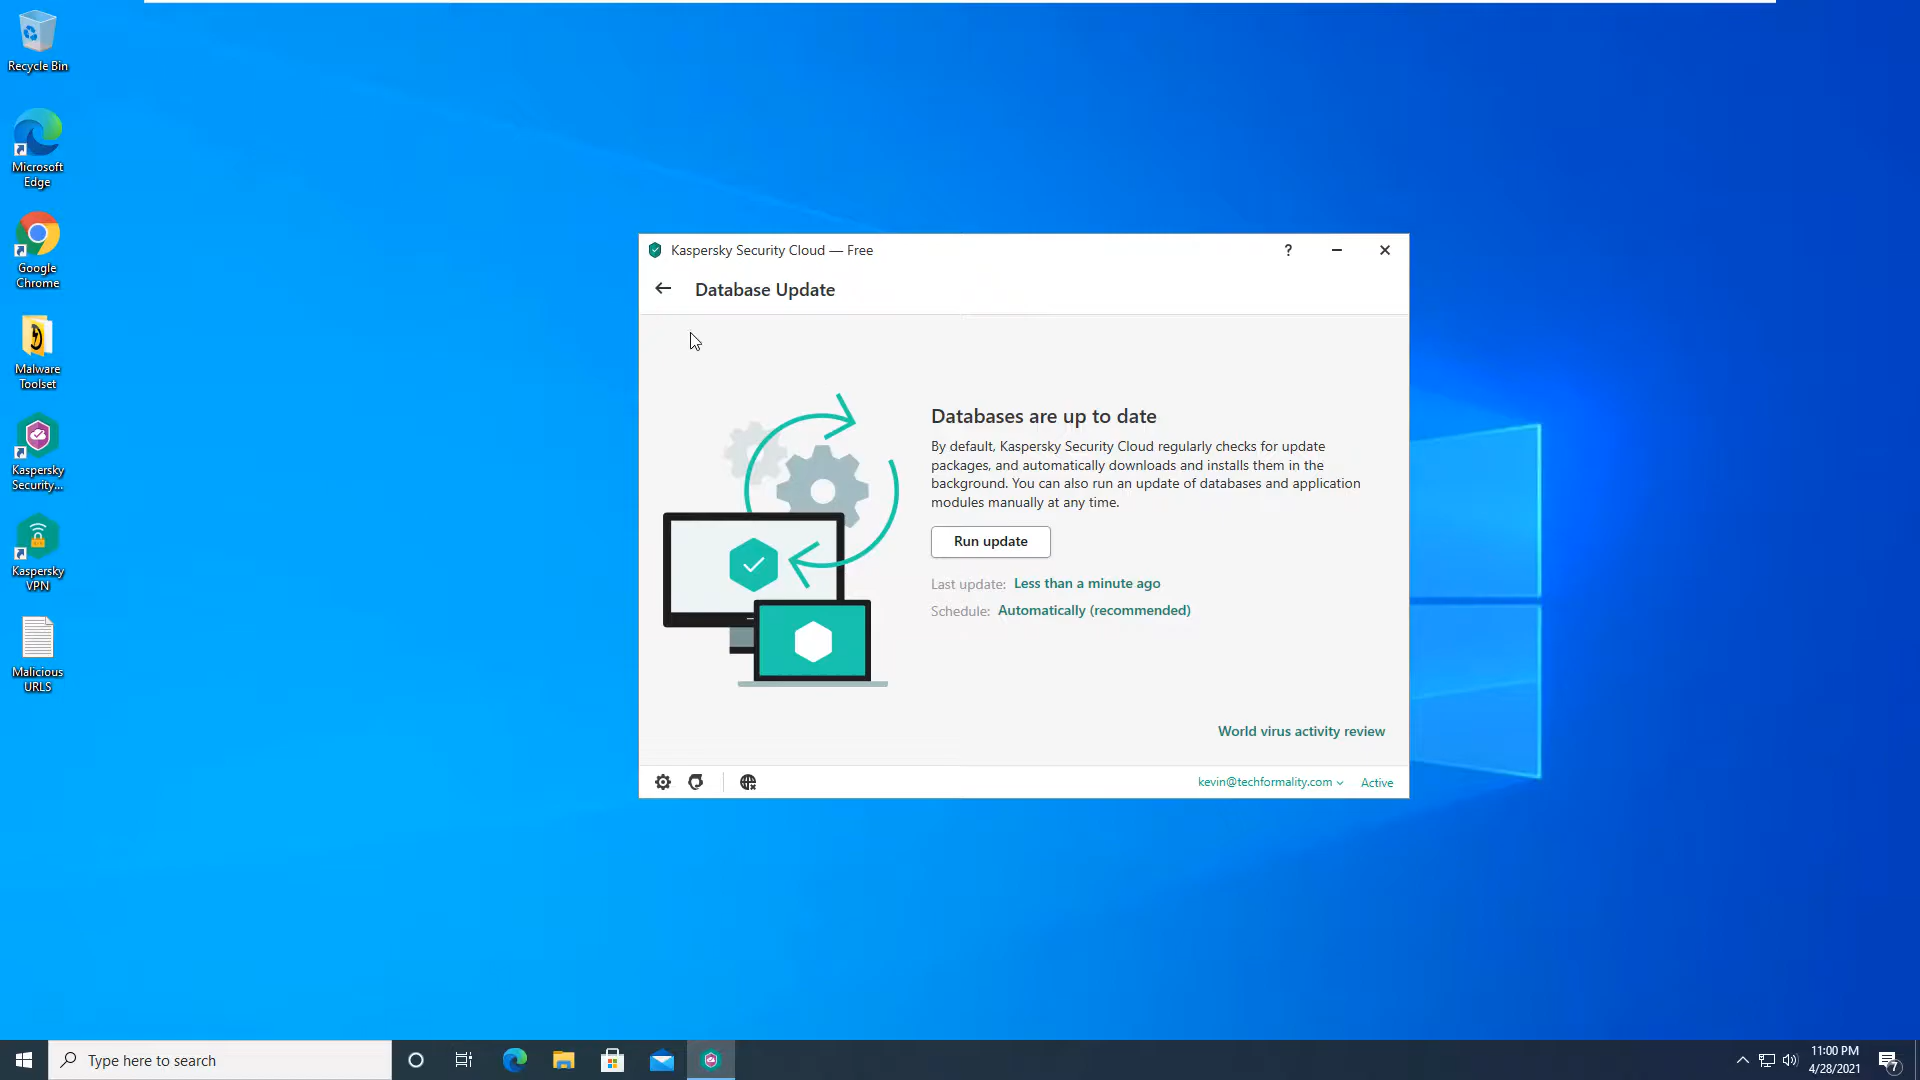 Recycle Bin
Microsoft
Edge
Google
Chrome
Malware
Toolset
Kaspersky
Security...
Kaspersky
VPN
Malicious
URLS
Kaspersky Security Cloud — Free
?
Database Update
Databases are up to date
By default, Kaspersky Security Cloud regularly checks for update
packages, and automatically downloads and installs them in the
background. You can also run an update of databases and application
modules manually at any time.
Run update
Last update: Less than a minute ago
Schedule: Automatically (recommended)
World virus activity review
kevin@techformality.com Active
Type here to search
11:00 PM
4/28/2021
7